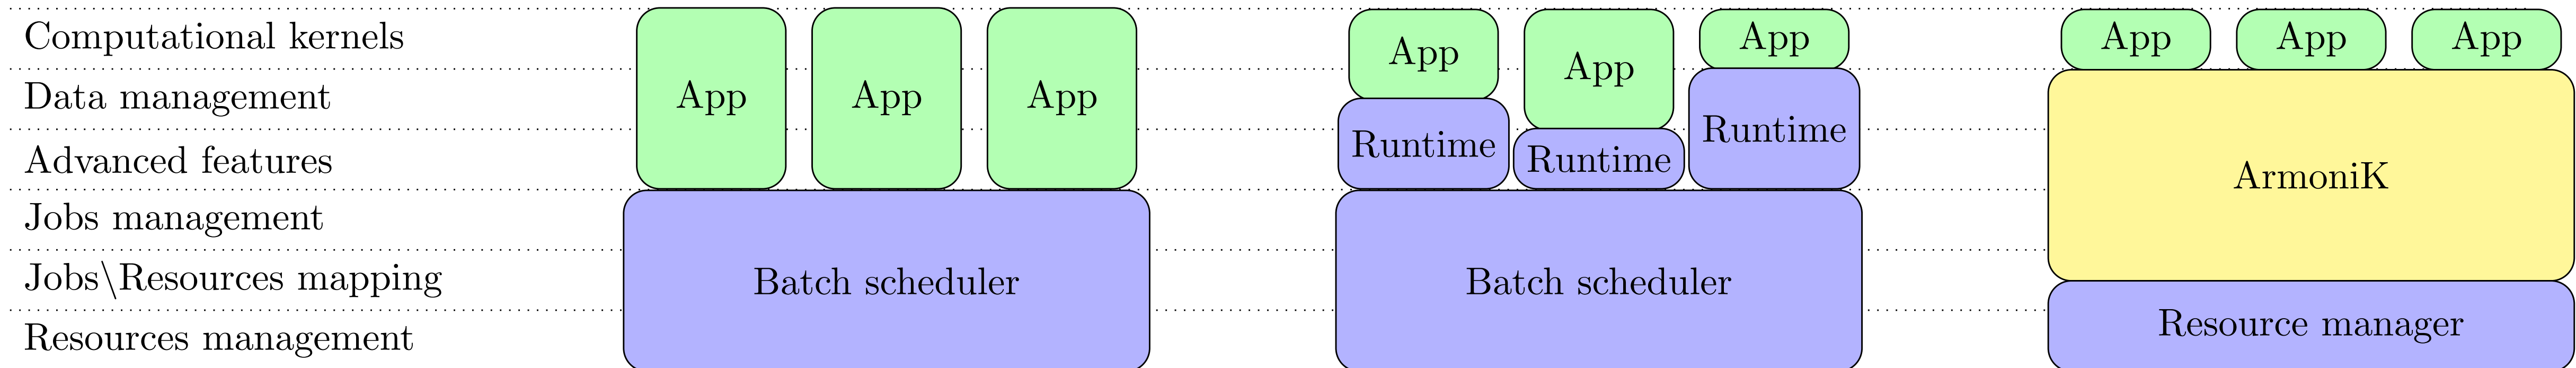 Computational kernels
Data management
Advanced features
Jobs management
Jobs\Resources mapping
Resources management
App
App
App
Batch scheduler
App
App
App
Runtime
Runtime
Runtime
Batch scheduler
App
App
App
ArmoniK
Resource manager